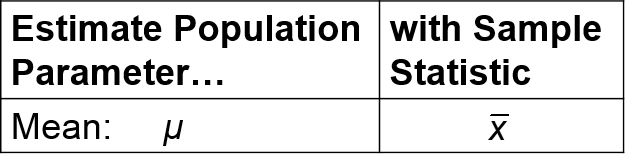 Estimate Population with Sample
Parameter… Statistic
Mean: μ x̅